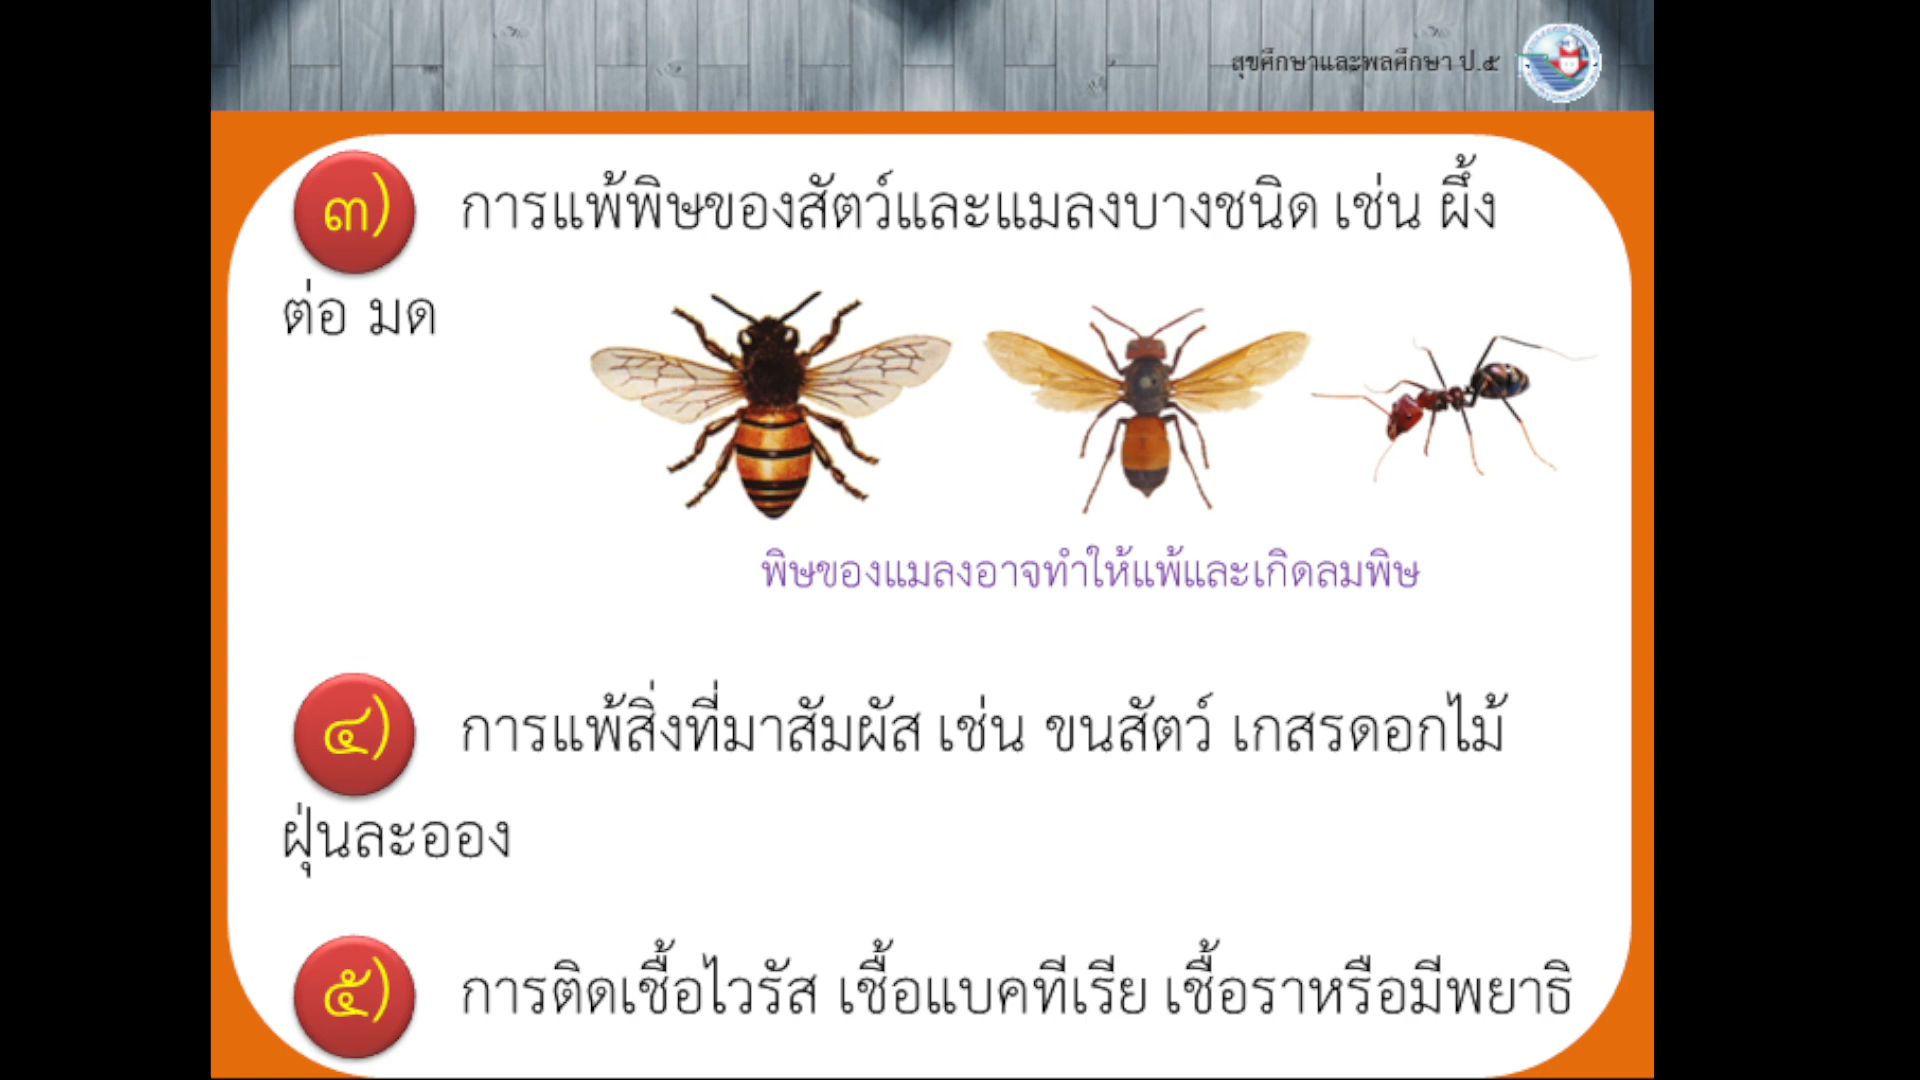 สุขศึกษาและพลศึกษา ป.๕
๓) การแพ้พิษของสัตว์และแมลงบางชนิด เช่น ผึ้ง
ต่อ มด
พิษของแมลงอาจทำให้แพ้และเกิดลมพิษ
๔) การแพ้สิ่งที่มาสัมผัส เช่น ขนสัตว์ เกสรดอกไม้
ฝุ่นละออง
๕) การติดเชื้อไวรัส เชื้อแบคทีเรีย เชื้อราหรือมีพยาธิ